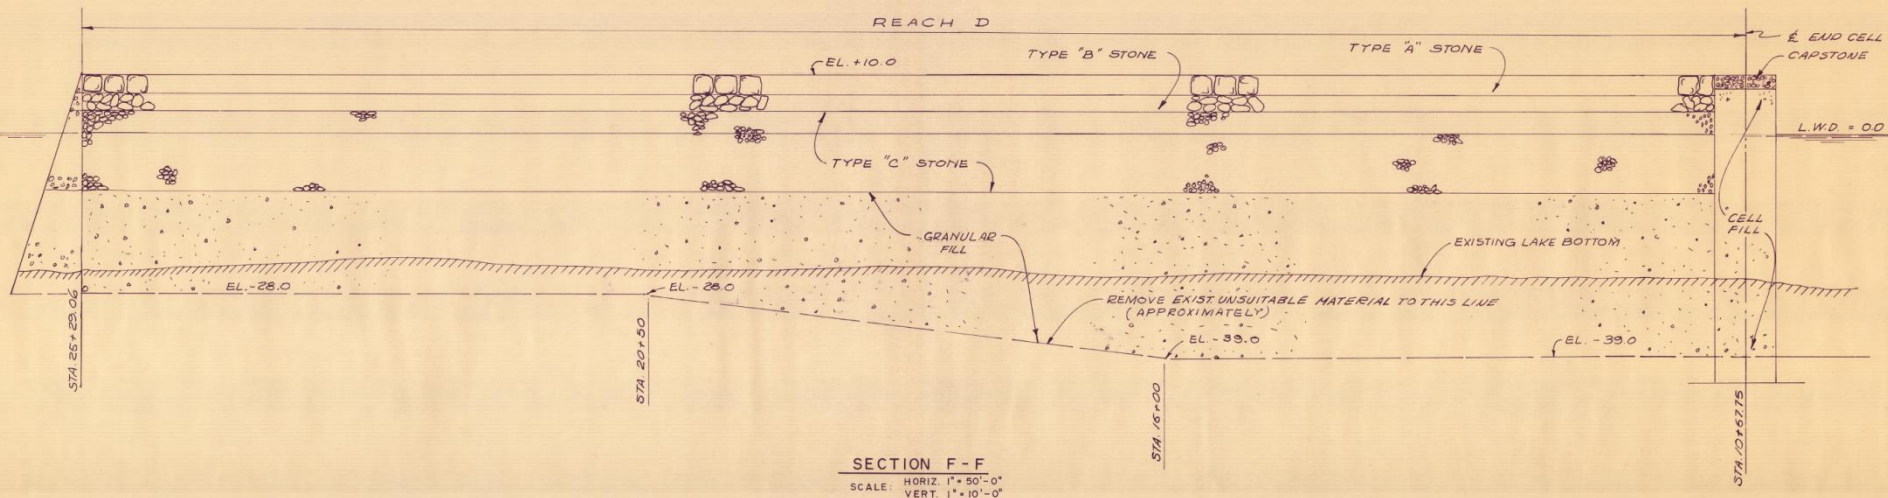 REACH D
TYPE "B" STONE
TYPE "A" STONE
℄ END CELL
CAPSTONE
EL. +10.0
L.W.D. = 0.0
TYPE "C" STONE
GRANULAR
FILL
EXISTING LAKE BOTTOM
CELL
FILL
EL. -28.0
EL. -28.0
REMOVE EXIST. UNSUITABLE MATERIAL TO THIS LINE
(APPROXIMATELY)
EL. -39.0
EL. -39.0
STA. 25+29.06
STA. 20+50
STA. 16+00
STA. 10+67.75
SECTION F-F
SCALE: HORIZ. 1" = 50'-0"
VERT. 1" = 10'-0"